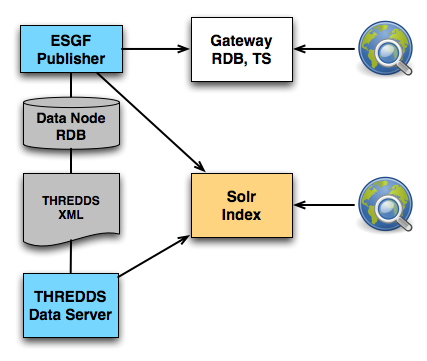 ESGF
Publisher
Gateway
RDB, TS
Data Node
RDB
THREDDS
XML
Solr
Index
THREDDS
Data Server